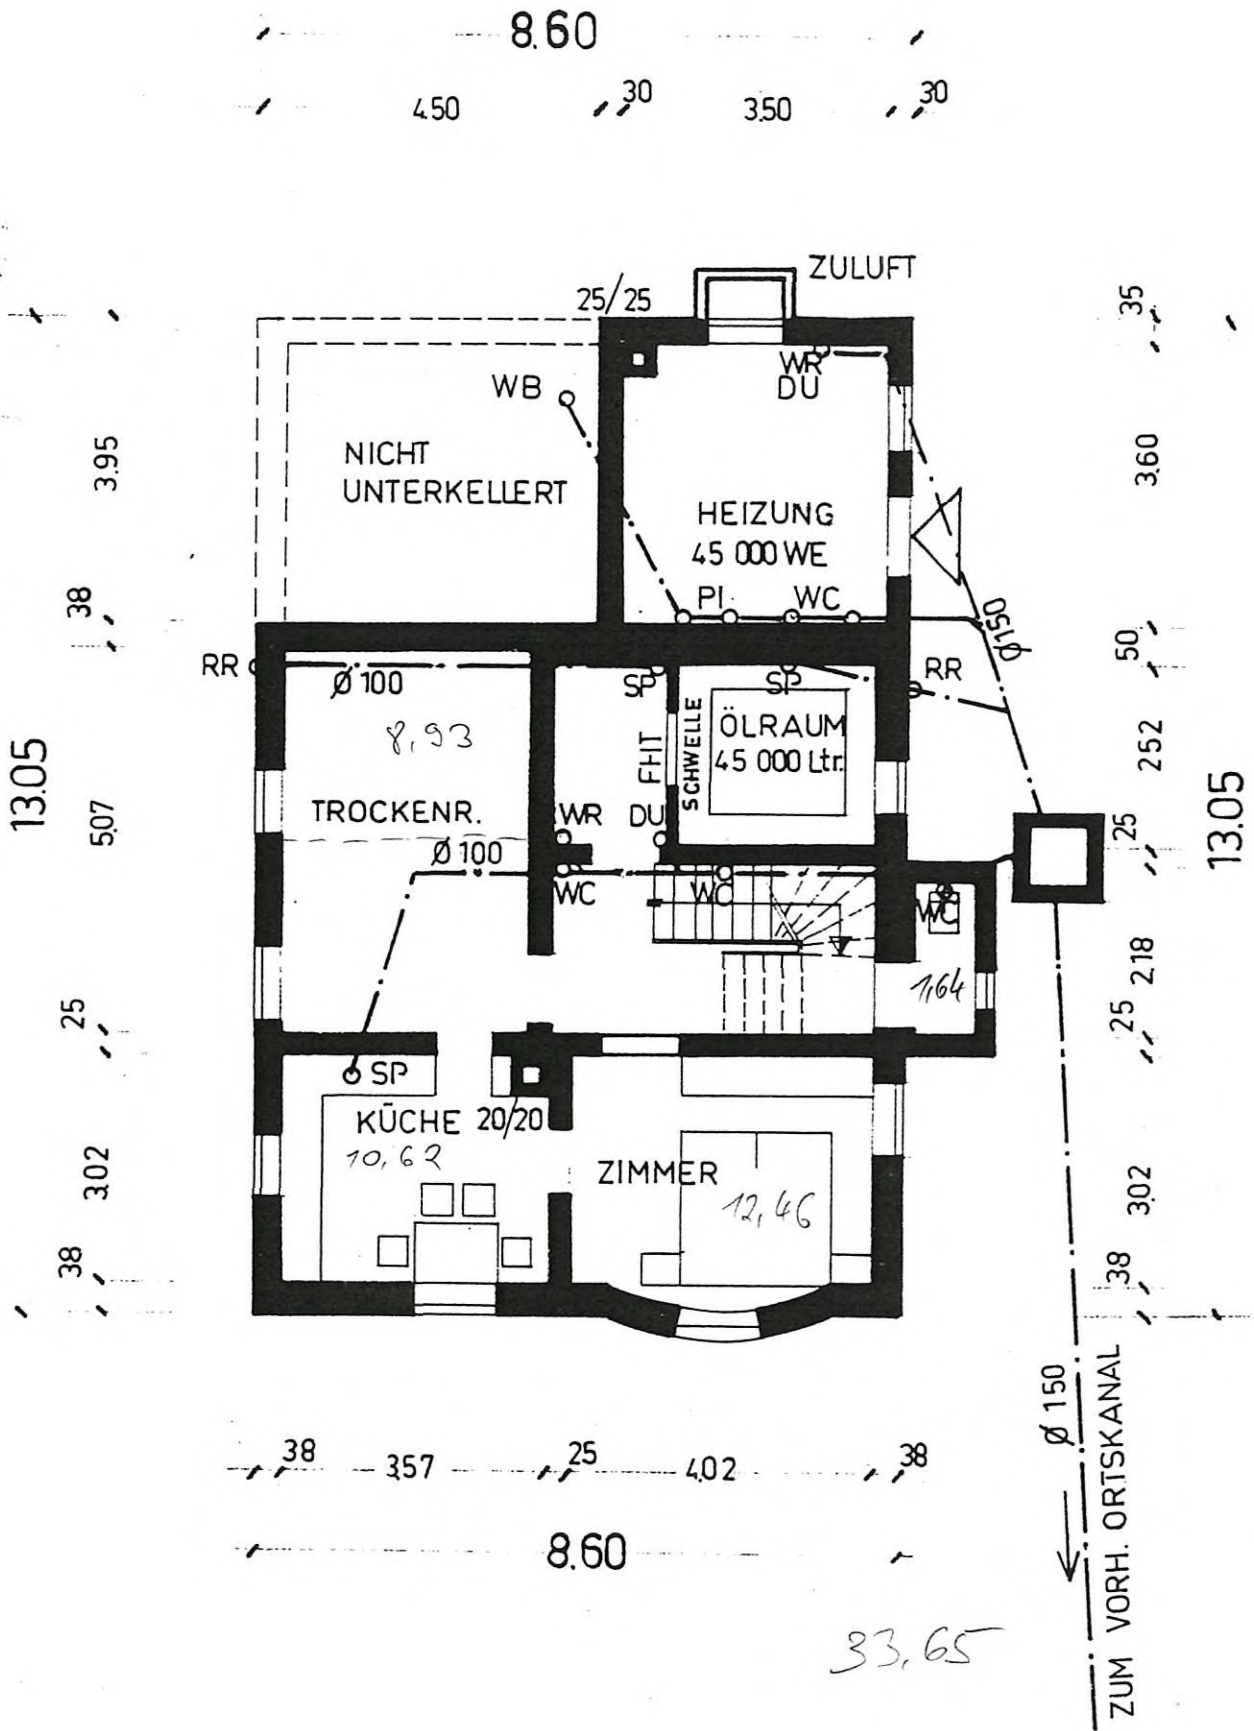 8.60
4.50
30
3.50
30
ZULUFT
25/25
35
WR
DU
WB
NICHT
UNTERKELLERT
3.95
3.60
HEIZUNG
45 000 WE
PI
WC
38
Ø150
50
RR
Ø 100
SP
SP
RR
8,93
FHT
SCHWELLE
ÖLRAUM
45 000 Ltr.
252
13.05
13.05
5,07
TROCKENR.
WR
DU
25
Ø 100
WC
WC
WC
218
1,64
25
25
SP
KÜCHE
20/20
10,62
ZIMMER
12,46
3,02
3,02
38
38
Ø 150
ZUM VORH. ORTSKANAL
38
3,57
25
4,02
38
8.60
33,65